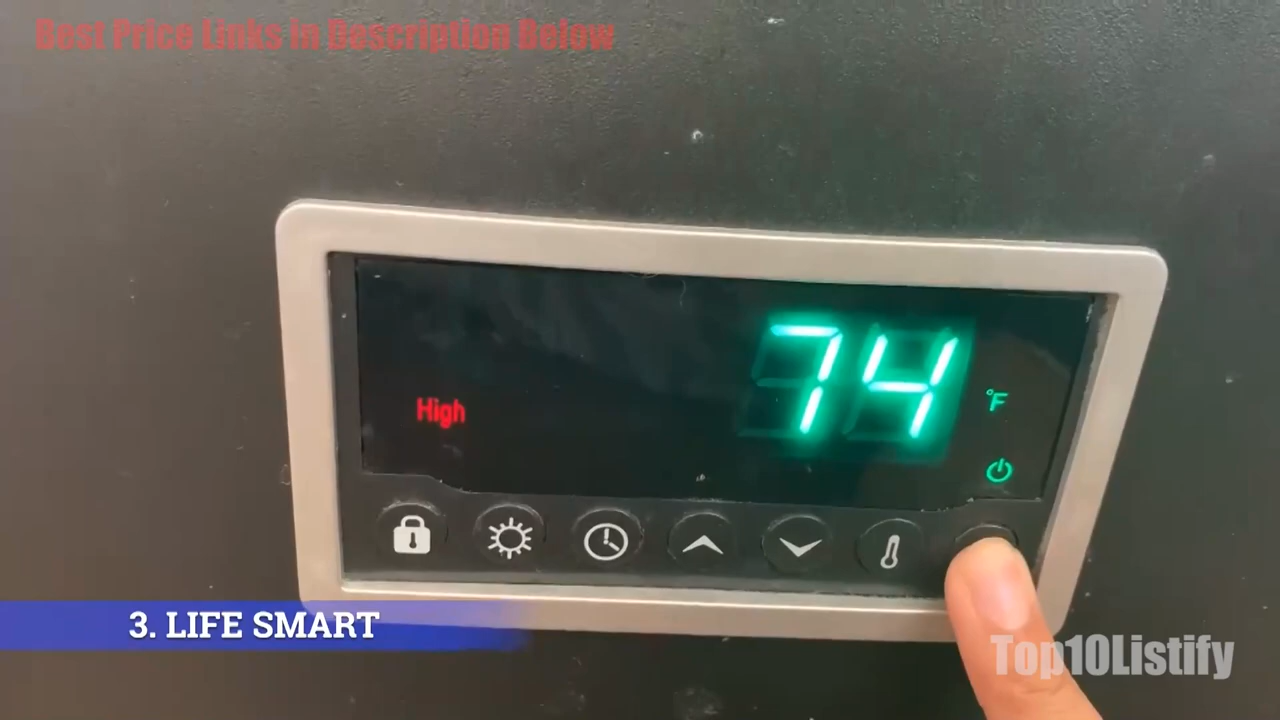 Best Price Links In Description Below
74
°F
High
3. LIFE SMART
Top10Listify